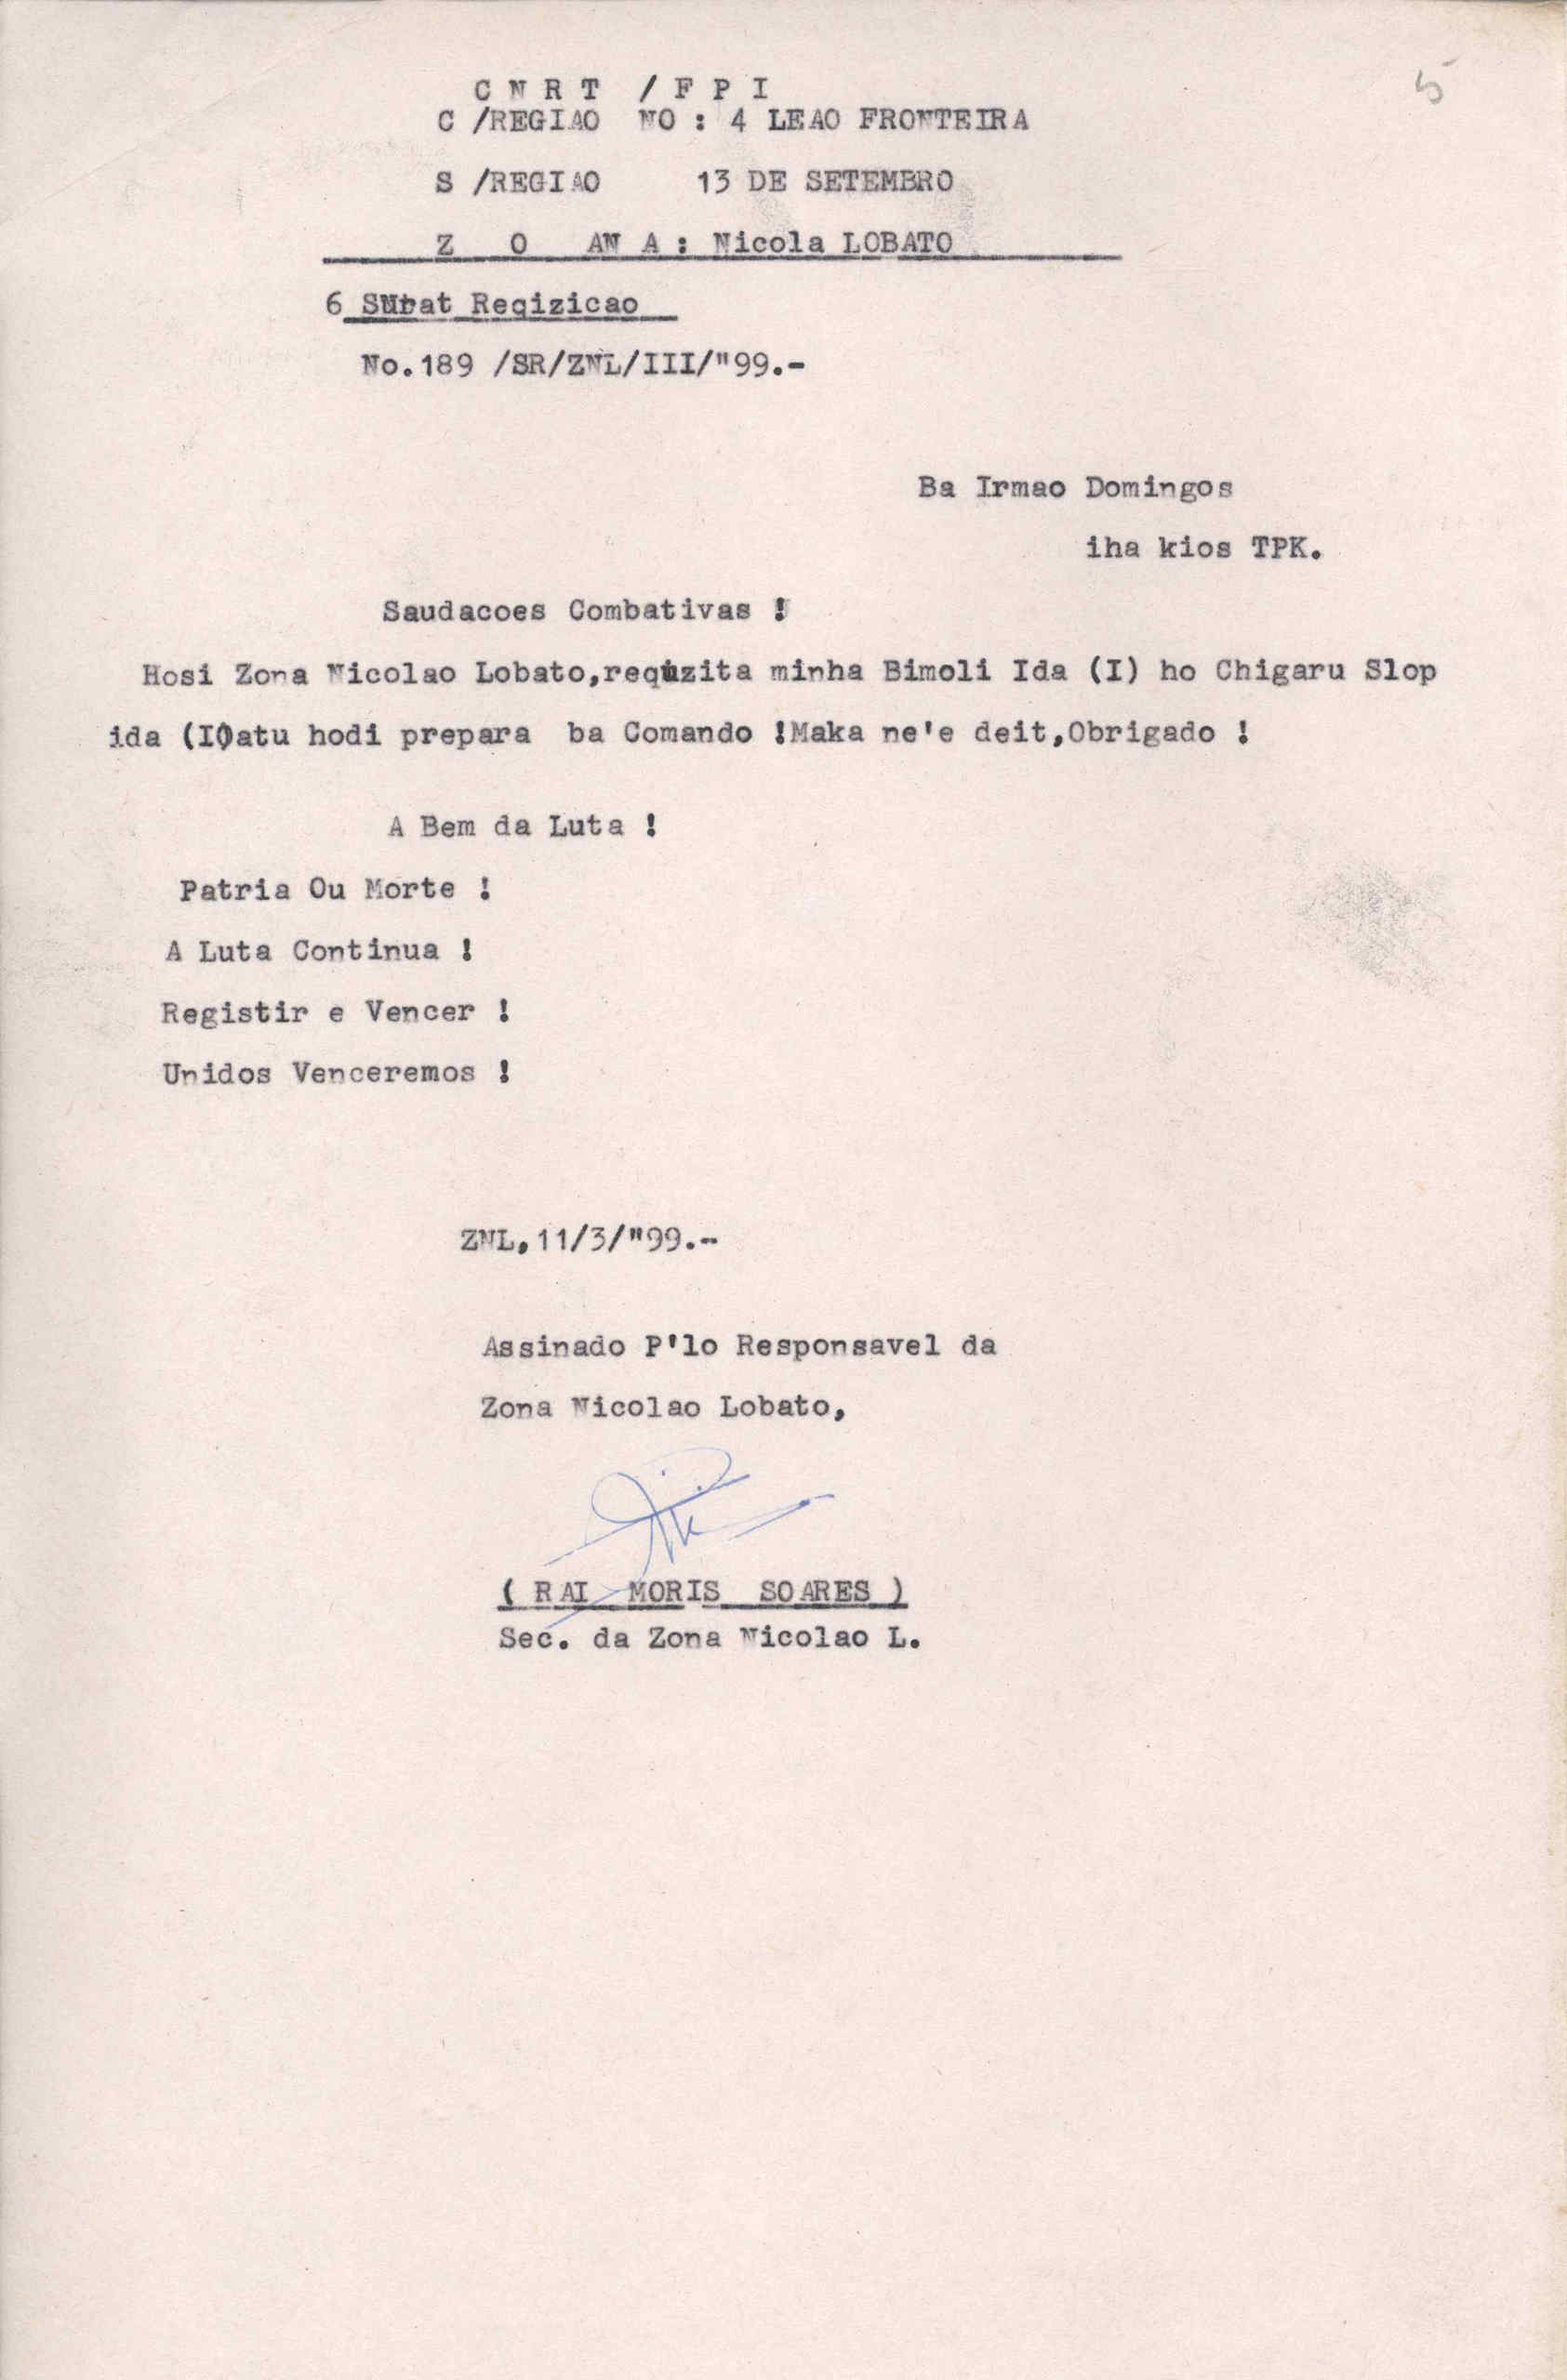 5
C N R T / F P I
C /REGIAO NO : 4 LEAO FRONTEIRA
S /REGIAO 13 DE SETEMBRO
Z O AN A : Nicola LOBATO
6 Surat Reqizicao
No.189 /SR/ZNL/III/"99.-
Ba Irmao Domingos
iha kios TPK.
Saudacoes Combativas !
Hosi Zona Nicolao Lobato,requzita minha Bimoli Ida (I) ho Chigaru Slop
ida (I)atu hodi prepara ba Comando !Maka ne'e deit,Obrigado !
A Bem da Luta !
Patria Ou Morte !
A Luta Continua !
Registir e Vencer !
Unidos Venceremos !
ZNL,11/3/"99.-
Assinado P'lo Responsavel da
Zona Nicolao Lobato,
( RAI MORIS SOARES )
Sec. da Zona Nicolao L.